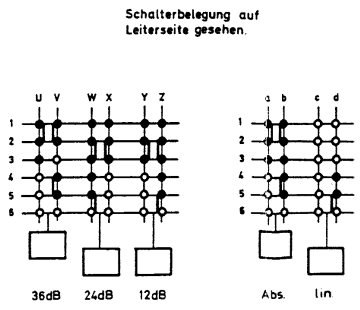 Schalterbelegung auf
Leiterseite gesehen.
U V W X Y Z a b c d
1 1
2 2
3 3
4 4
5 5
6 6
36dB 24dB 12dB Abs. lin.